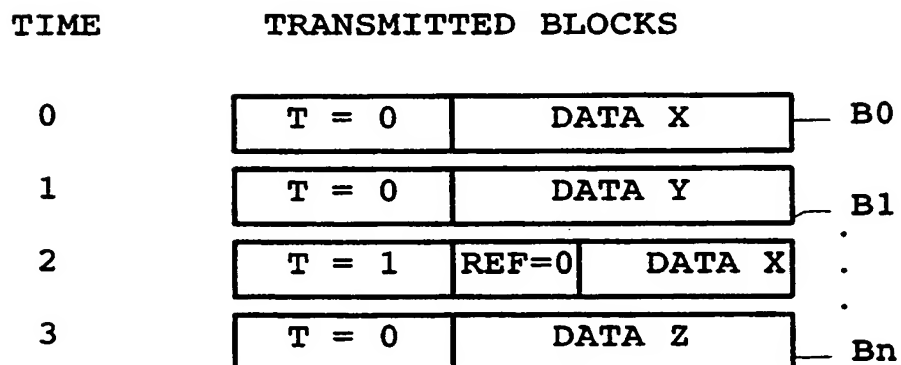 TIME TRANSMITTED BLOCKS
0 T = 0 DATA X B0
1 T = 0 DATA Y B1
2 T = 1 REF=0 DATA X
3 T = 0 DATA Z Bn